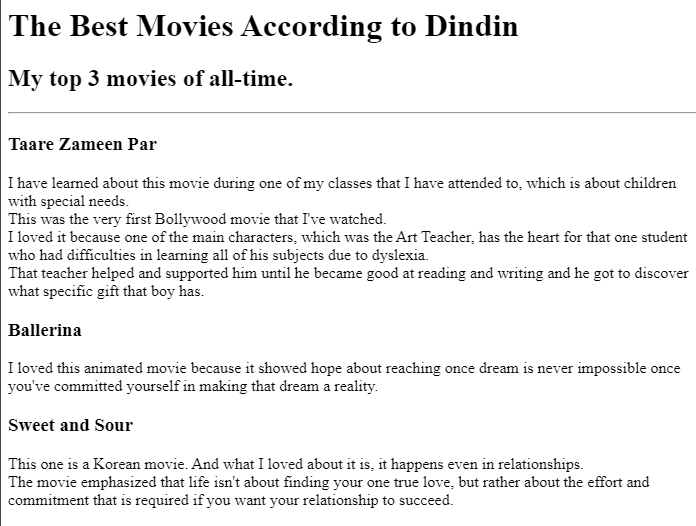 The Best Movies According to Dindin
My top 3 movies of all-time.
Taare Zameen Par
I have learned about this movie during one of my classes that I have attended to, which is about children
with special needs.
This was the very first Bollywood movie that I've watched.
I loved it because one of the main characters, which was the Art Teacher, has the heart for that one student
who had difficulties in learning all of his subjects due to dyslexia.
That teacher helped and supported him until he became good at reading and writing and he got to discover
what specific gift that boy has.
Ballerina
I loved this animated movie because it showed hope about reaching once dream is never impossible once
you've committed yourself in making that dream a reality.
Sweet and Sour
This one is a Korean movie. And what I loved about it is, it happens even in relationships.
The movie emphasized that life isn't about finding your one true love, but rather about the effort and
commitment that is required if you want your relationship to succeed.